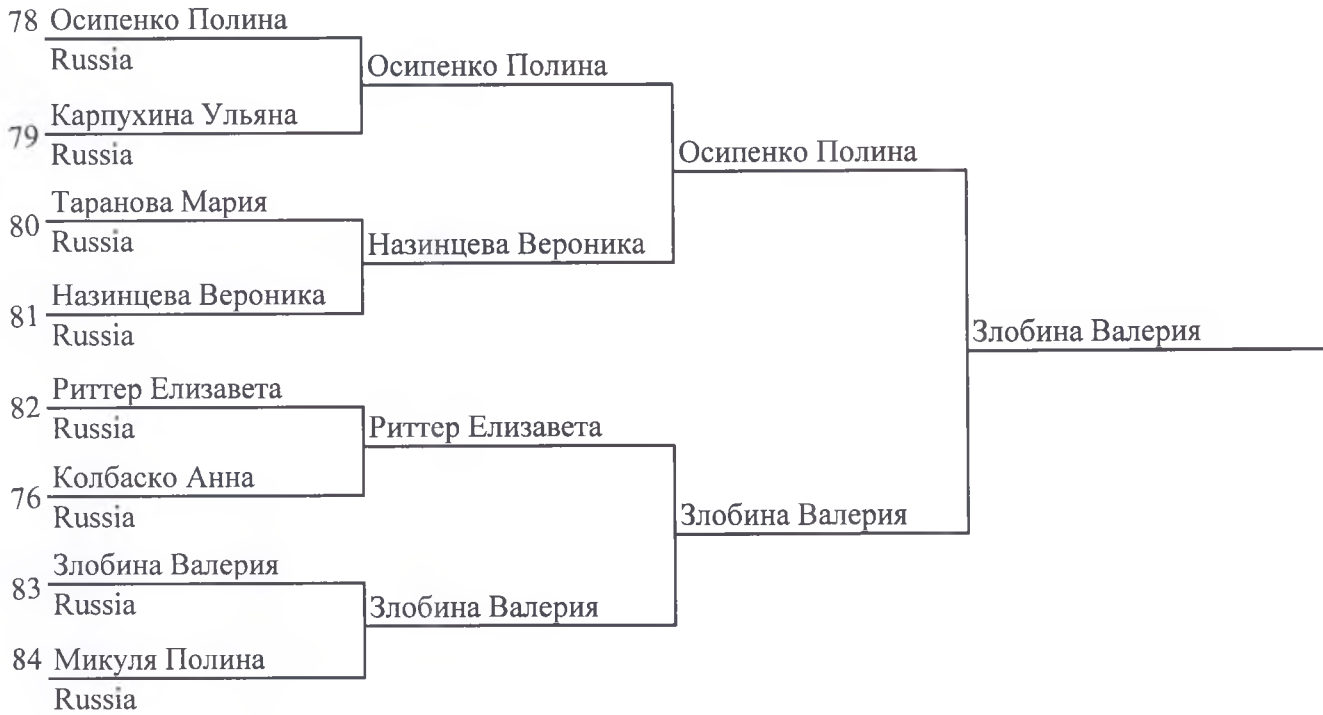 78 Осипенко Полина
Russia
Осипенко Полина
79 Карпухина Ульяна
Russia
Осипенко Полина
80 Таранова Мария
Russia
Назинцева Вероника
81 Назинцева Вероника
Russia
Злобина Валерия
82 Риттер Елизавета
Russia
Риттер Елизавета
76 Колбаско Анна
Russia
Злобина Валерия
83 Злобина Валерия
Russia
Злобина Валерия
84 Микуля Полина
Russia